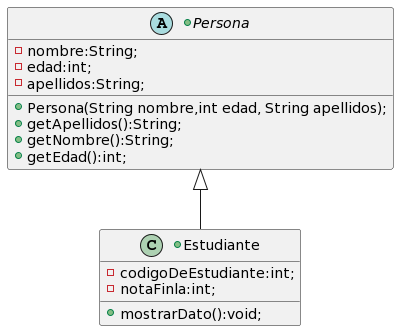 A Persona
nombre:String;
edad:int;
apellidos:String;
Persona(String nombre,int edad, String apellidos);
getApellidos():String;
getNombre():String;
getEdad():int;
C Estudiante
codigoDeEstudiante:int;
notaFinla:int;
mostrarDato():void;